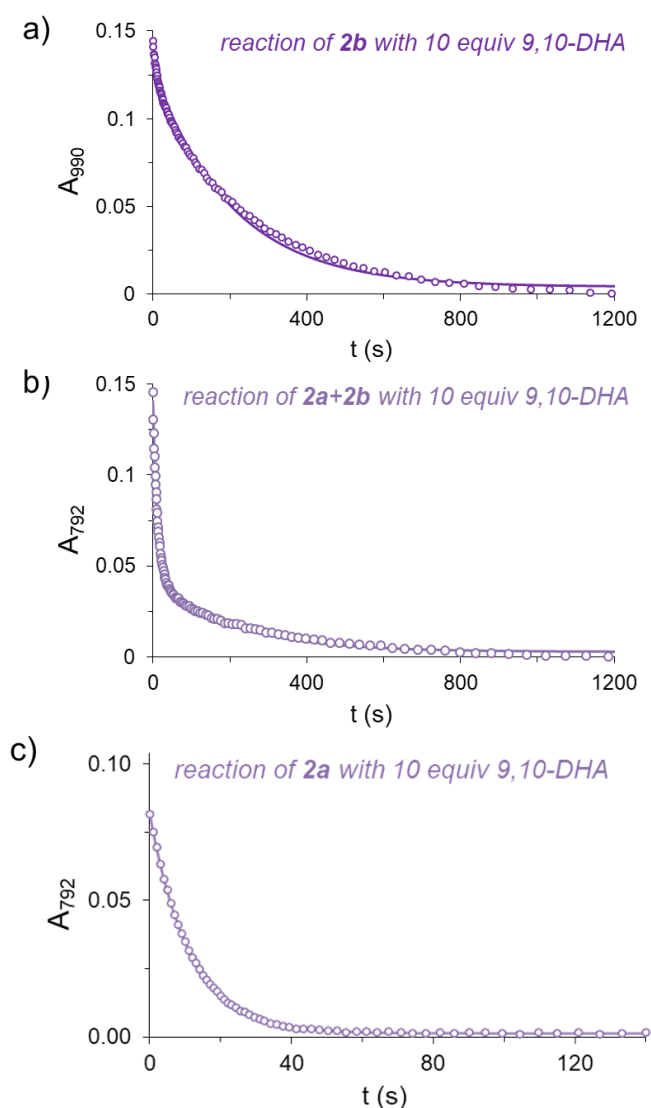 a)
reaction of 2b with 10 equiv 9,10-DHA
0.15
0.1
0.05
0
A990
0 400 800 1200
t (s)
b)
reaction of 2a+2b with 10 equiv 9,10-DHA
0.15
0.1
0.05
0
A792
0 400 800 1200
t (s)
c)
reaction of 2a with 10 equiv 9,10-DHA
0.10
0.05
0.00
A792
0 40 80 120
t (s)